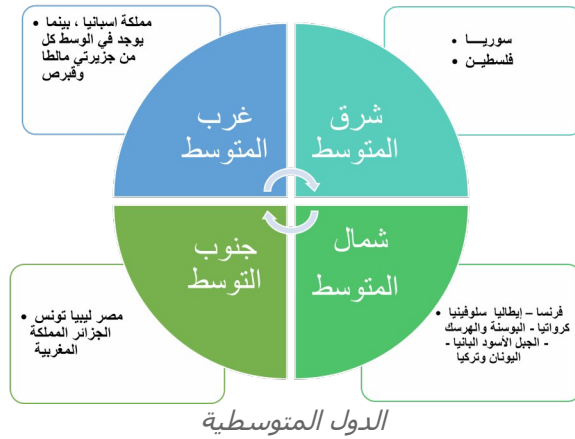 سوريـــا
فلسطيـن
شرق
المتوسط
مملكة اسبانيا ، بينما
يوجد في الوسط كل
من جزيرتي مالطا
وقبرص
غرب
المتوسط
شمال
المتوسط
فرنسا – إيطاليا سلوفينيا
كرواتيا - البوسنة والهرسك
- الجبل الأسود البانيا -
اليونان وتركيا
جنوب
التوسط
مصر ليبيا تونس
الجزائر المملكة
المغربية
الدول المتوسطية